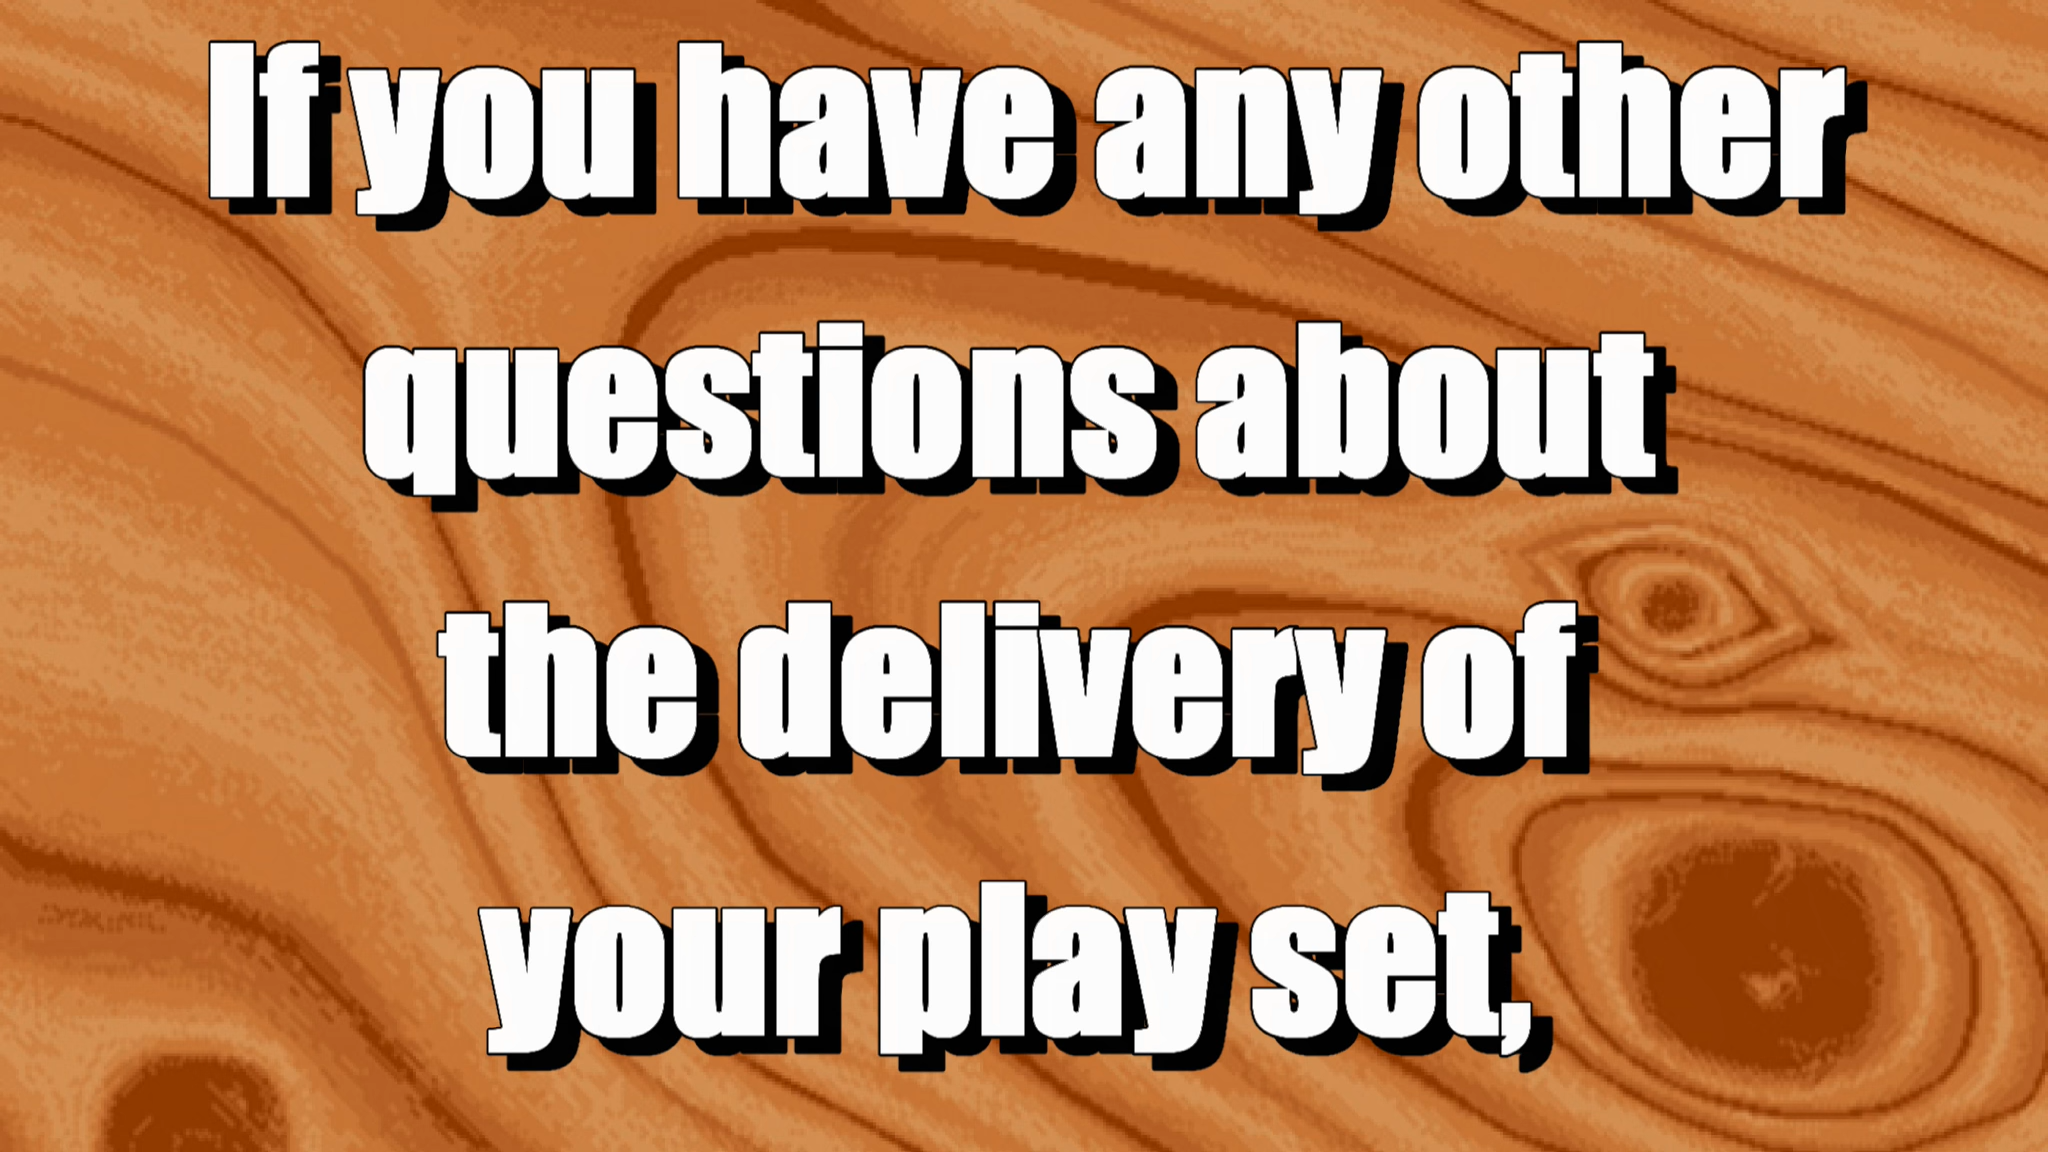 If you have any other
questions about
the delivery of
your play set,